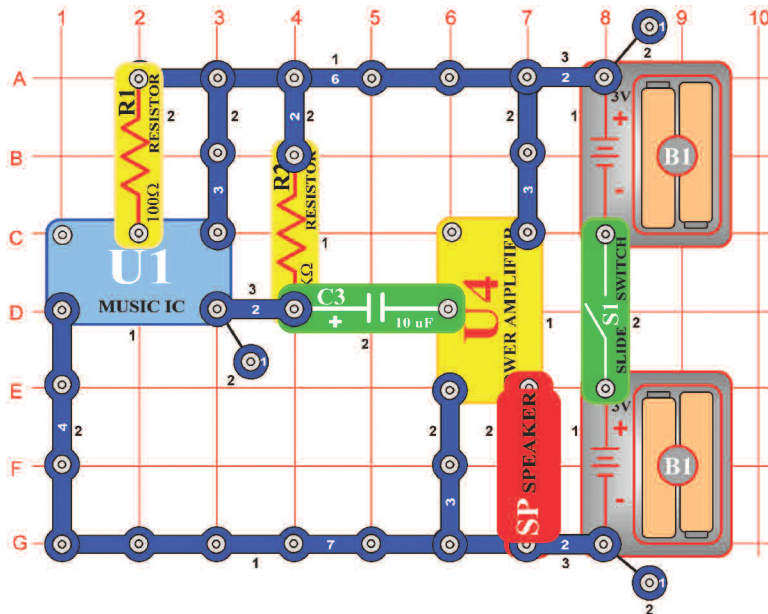 1 2 3 4 5 6 7 8 9 10
A
B
C
D
E
F
G
R1
RESISTOR
100Ω
2
1
6
2
3
2
2
2
2
3
2
2
3
3V
+
-
B1
1
1
2
R2
RESISTOR
KΩ
1
U1
MUSIC IC
1
3
2
1
2
C3
+
10 uF
2
U4
POWER AMPLIFIER
1
S1
SLIDE SWITCH
2
3V
+
-
B1
1
4
2
2
3
2
SP SPEAKER
7
1
2
3
1
2